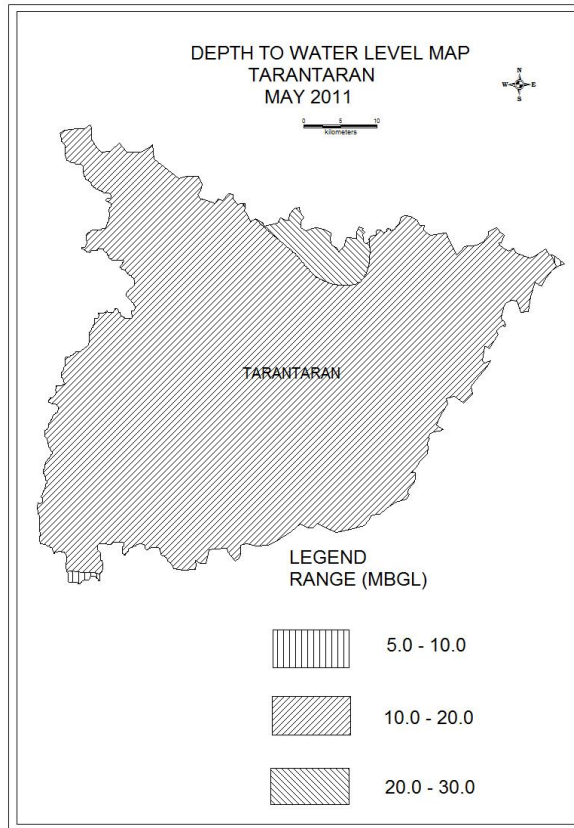 DEPTH TO WATER LEVEL MAP
TARANTARAN
MAY 2011
N
W E
S
0 5 10
kilometers
TARANTARAN
LEGEND
RANGE (MBGL)
5.0 - 10.0
10.0 - 20.0
20.0 - 30.0